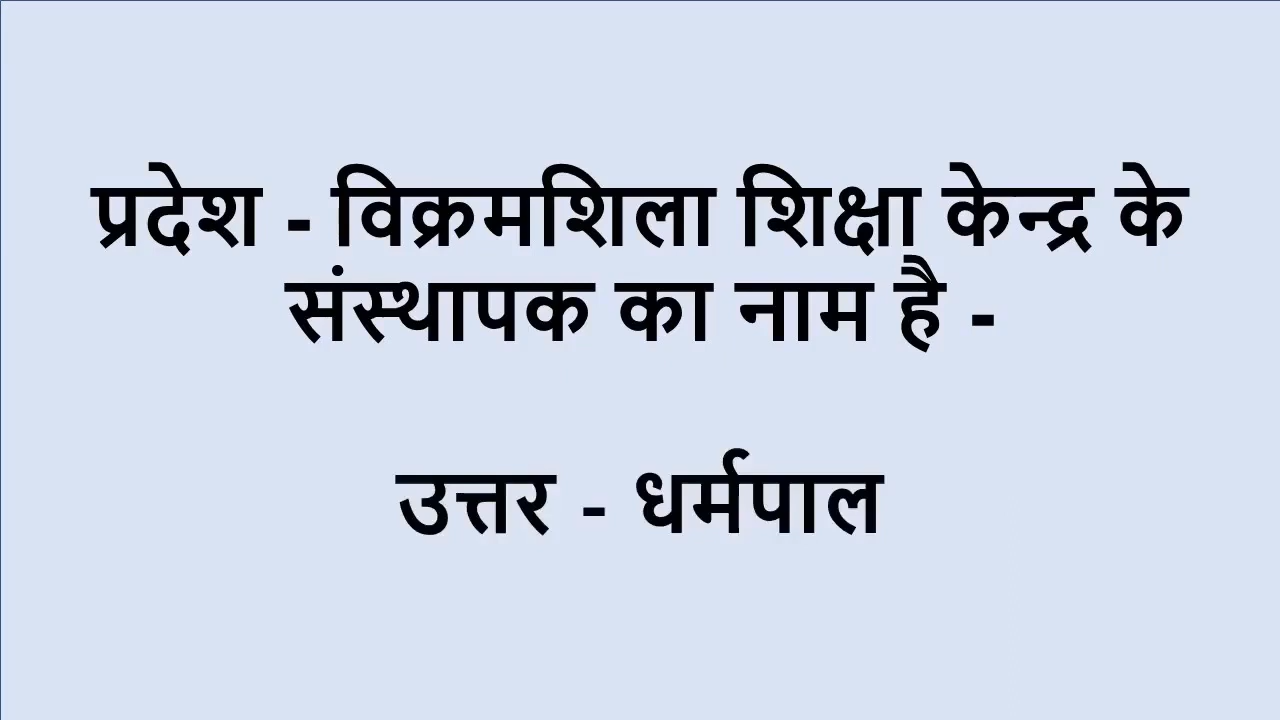 प्रदेश - विक्रमशिला शिक्षा केन्द्र के
संस्थापक का नाम है -
उत्तर - धर्मपाल